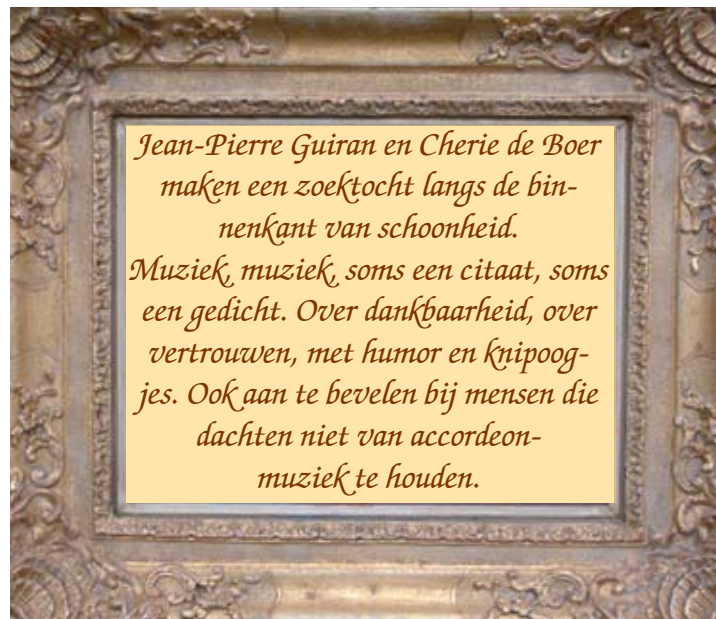 Jean-Pierre Guiran en Cherie de Boer
maken een zoektocht langs de bin-
nenkant van schoonheid.
Muziek, muziek, soms een citaat, soms
een gedicht. Over dankbaarheid, over
vertrouwen, met humor en knipoog-
jes. Ook aan te bevelen bij mensen die
dachten niet van accordeon-
muziek te houden.